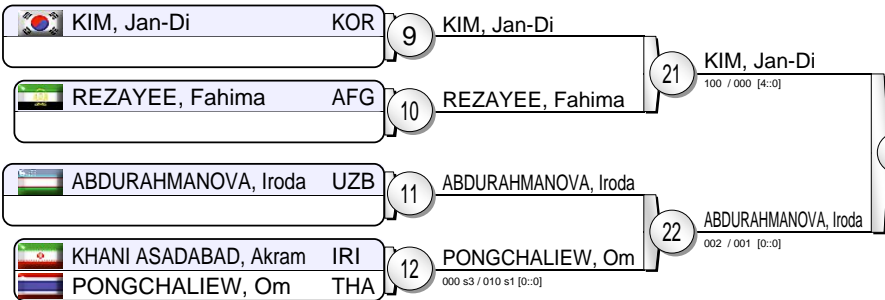 KIM, Jan-Di KOR
9
KIM, Jan-Di
REZAYEE, Fahima AFG
10
REZAYEE, Fahima
21
KIM, Jan-Di
100 / 000 [4::0]
ABDURAHMANOVA, Iroda UZB
11
ABDURAHMANOVA, Iroda
KHANI ASADABAD, Akram IRI
PONGCHALIEW, Om THA
12
PONGCHALIEW, Om
000 s3 / 010 s1 [0::0]
22
ABDURAHMANOVA, Iroda
002 / 001 [0::0]